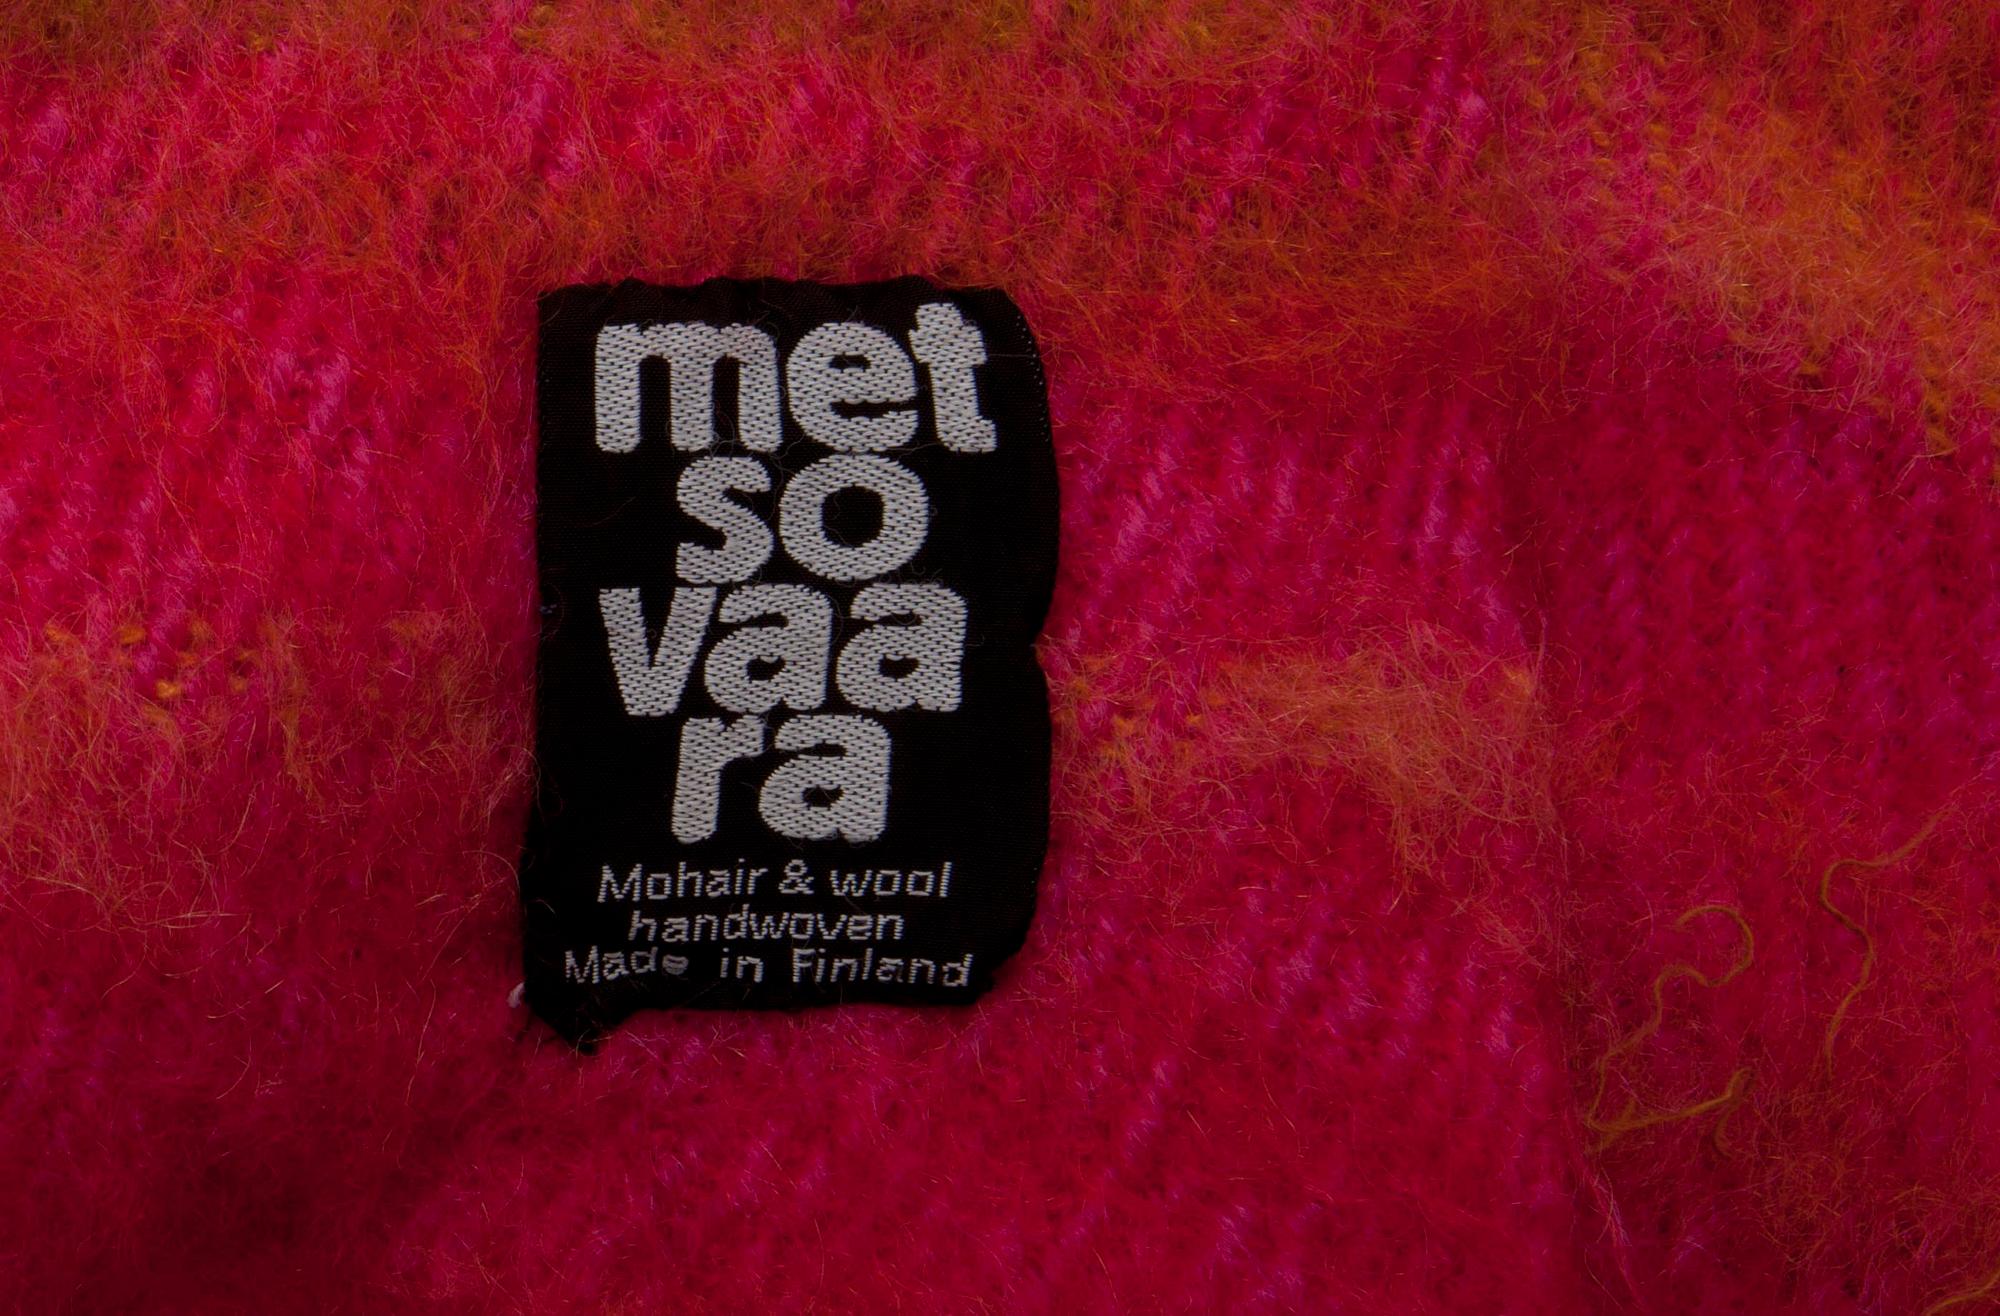 met
so
vaa
ra
Mohair & wool
handwoven
Made in Finland